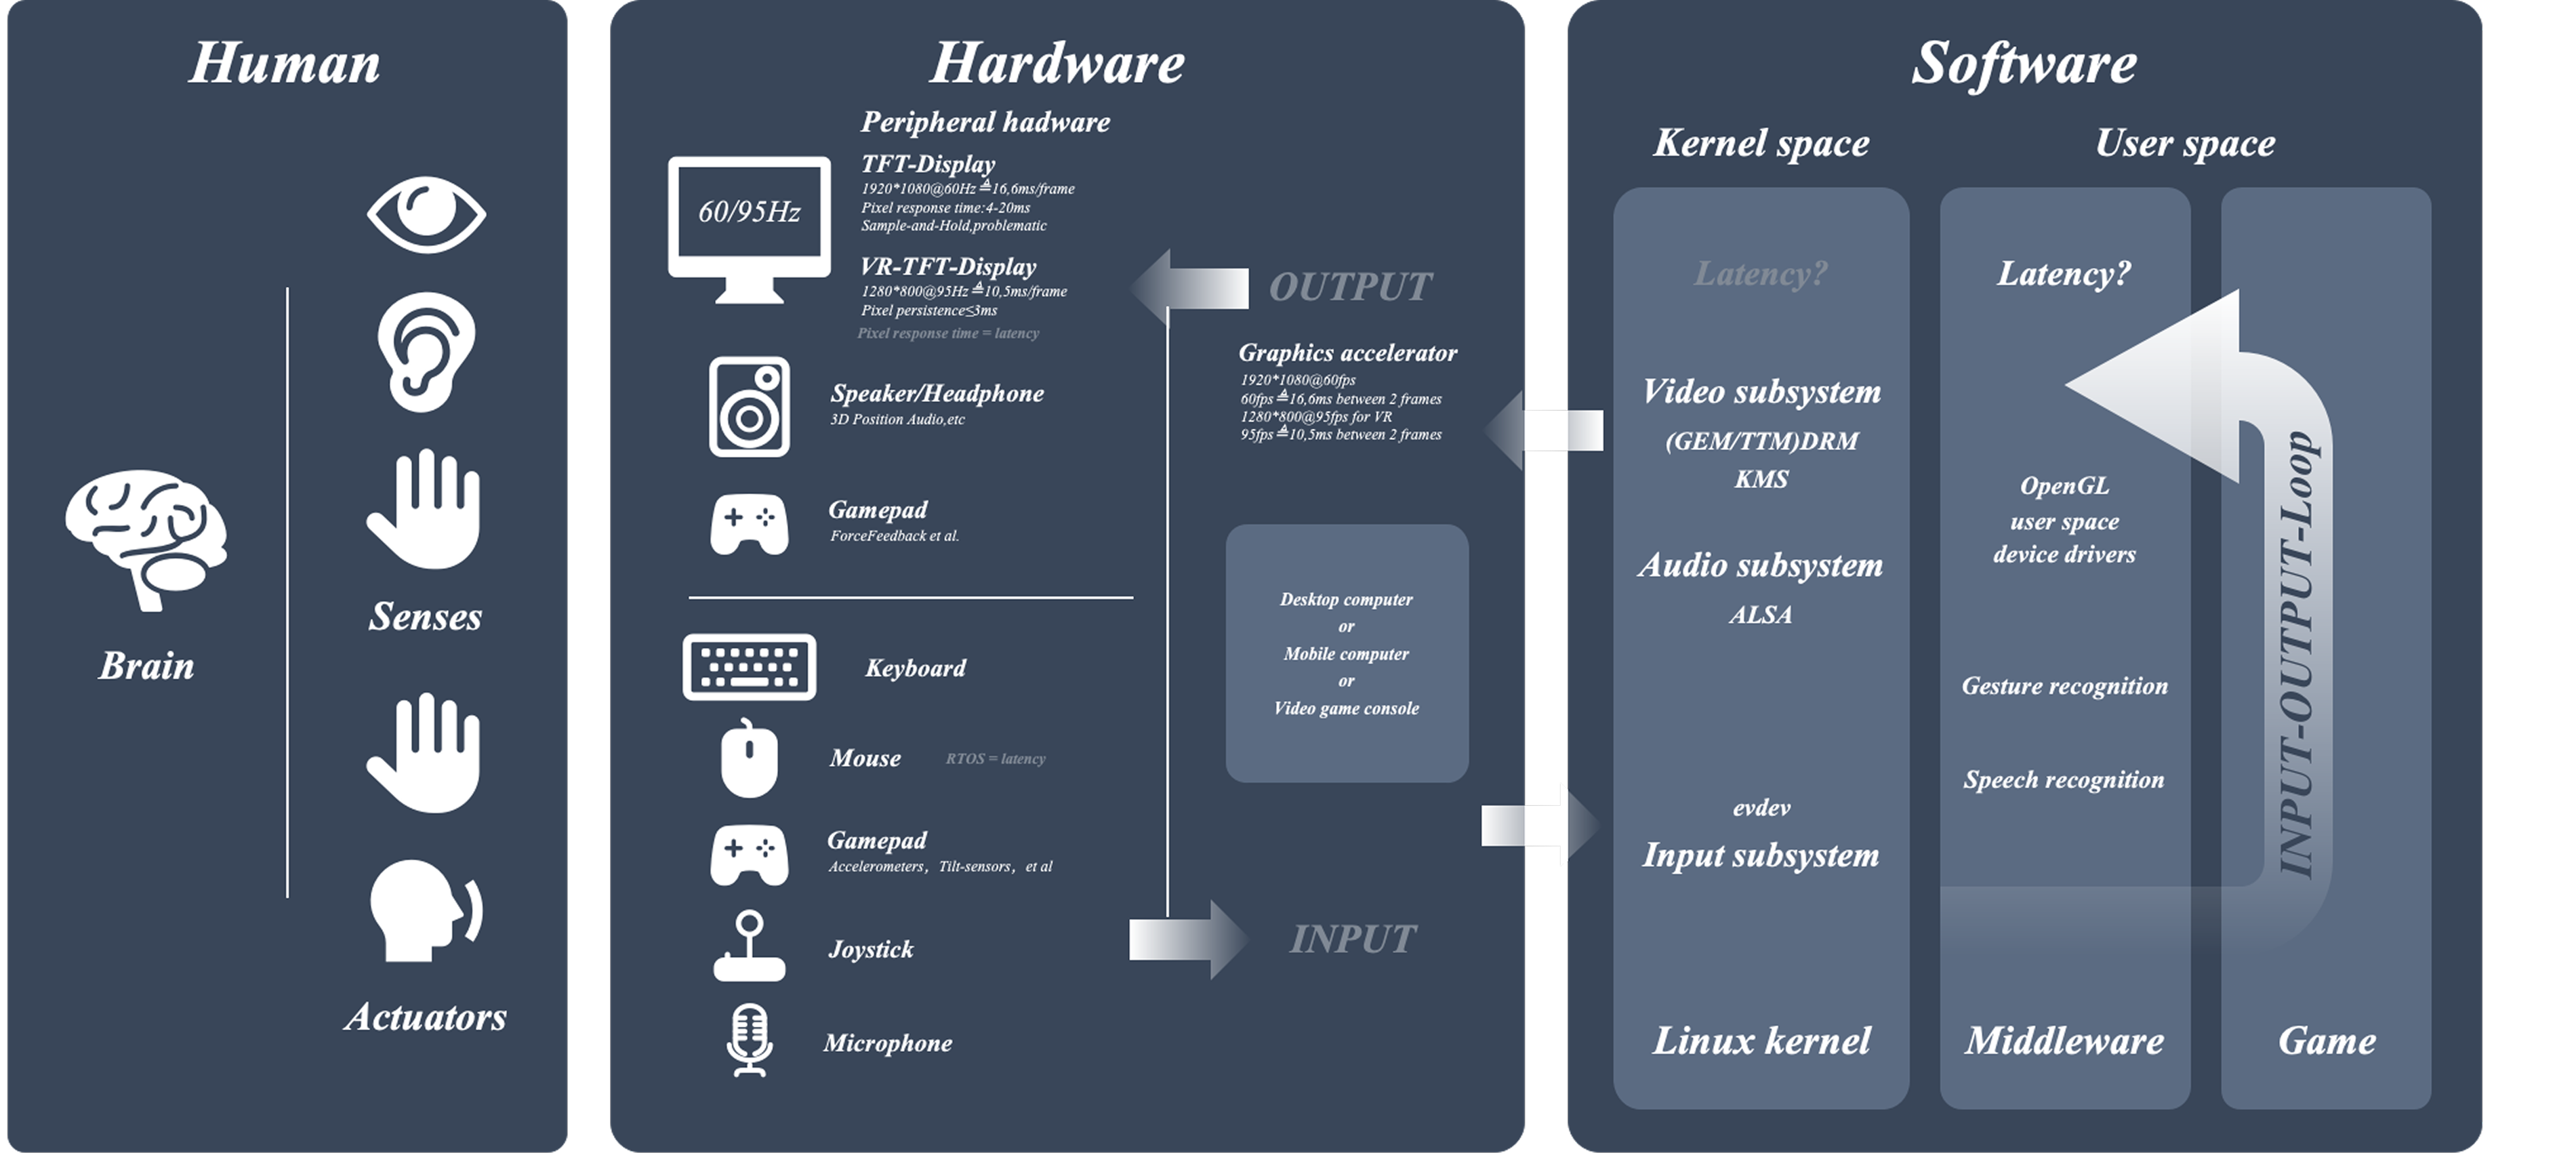 Human
Brain
Senses
Actuators
Hardware
Peripheral hadware
60/95Hz
TFT-Display
1920*1080@60Hz≙16,6ms/frame
Pixel response time:4-20ms
Sample-and-Hold,problematic
VR-TFT-Display
1280*800@95Hz≙10,5ms/frame
Pixel persistence≤3ms
Pixel response time = latency
Speaker/Headphone
3D Position Audio,etc
Gamepad
ForceFeedback et al.
Keyboard
Mouse
RTOS = latency
Gamepad
Accelerometers，Tilt-sensors，et al
Joystick
Microphone
OUTPUT
Graphics accelerator
1920*1080@60fps
60fps≙16,6ms between 2 frames
1280*800@95fps for VR
95fps≙10,5ms between 2 frames
Desktop computer
or
Mobile computer
or
Video game console
INPUT
Software
Kernel space
Latency?
Video subsystem
(GEM/TTM)DRM
KMS
Audio subsystem
ALSA
evdev
Input subsystem
Linux kernel
User space
Latency?
OpenGL
user space
device drivers
Gesture recognition
Speech recognition
Middleware
INPUT-OUTPUT-Loop
Game